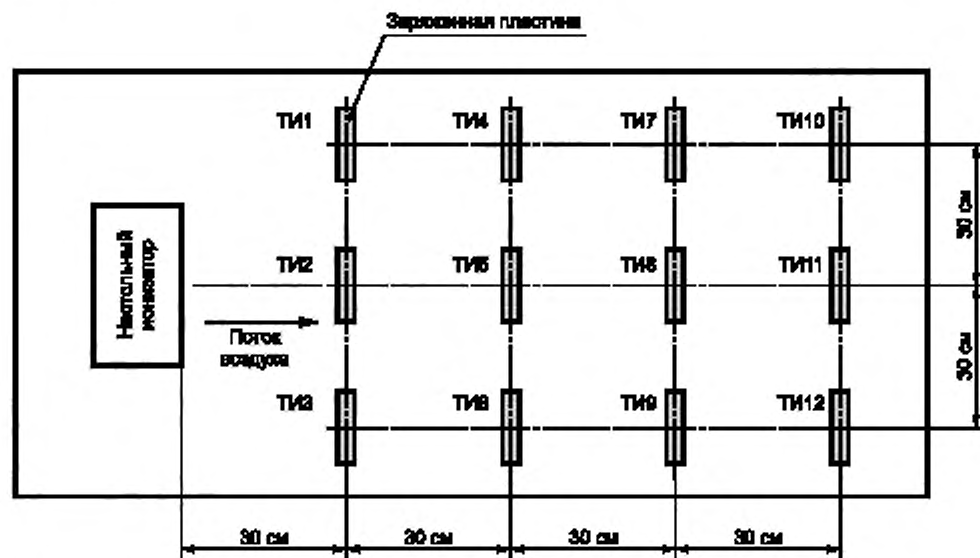 Заряженная пластина
ТИ1
ТИ4
ТИ7
ТИ10
30 см
Настольный
ионизатор
ТИ2
ТИ5
ТИ8
ТИ11
Поток
воздуха
30 см
ТИ3
ТИ6
ТИ9
ТИ12
30 см
30 см
30 см
30 см